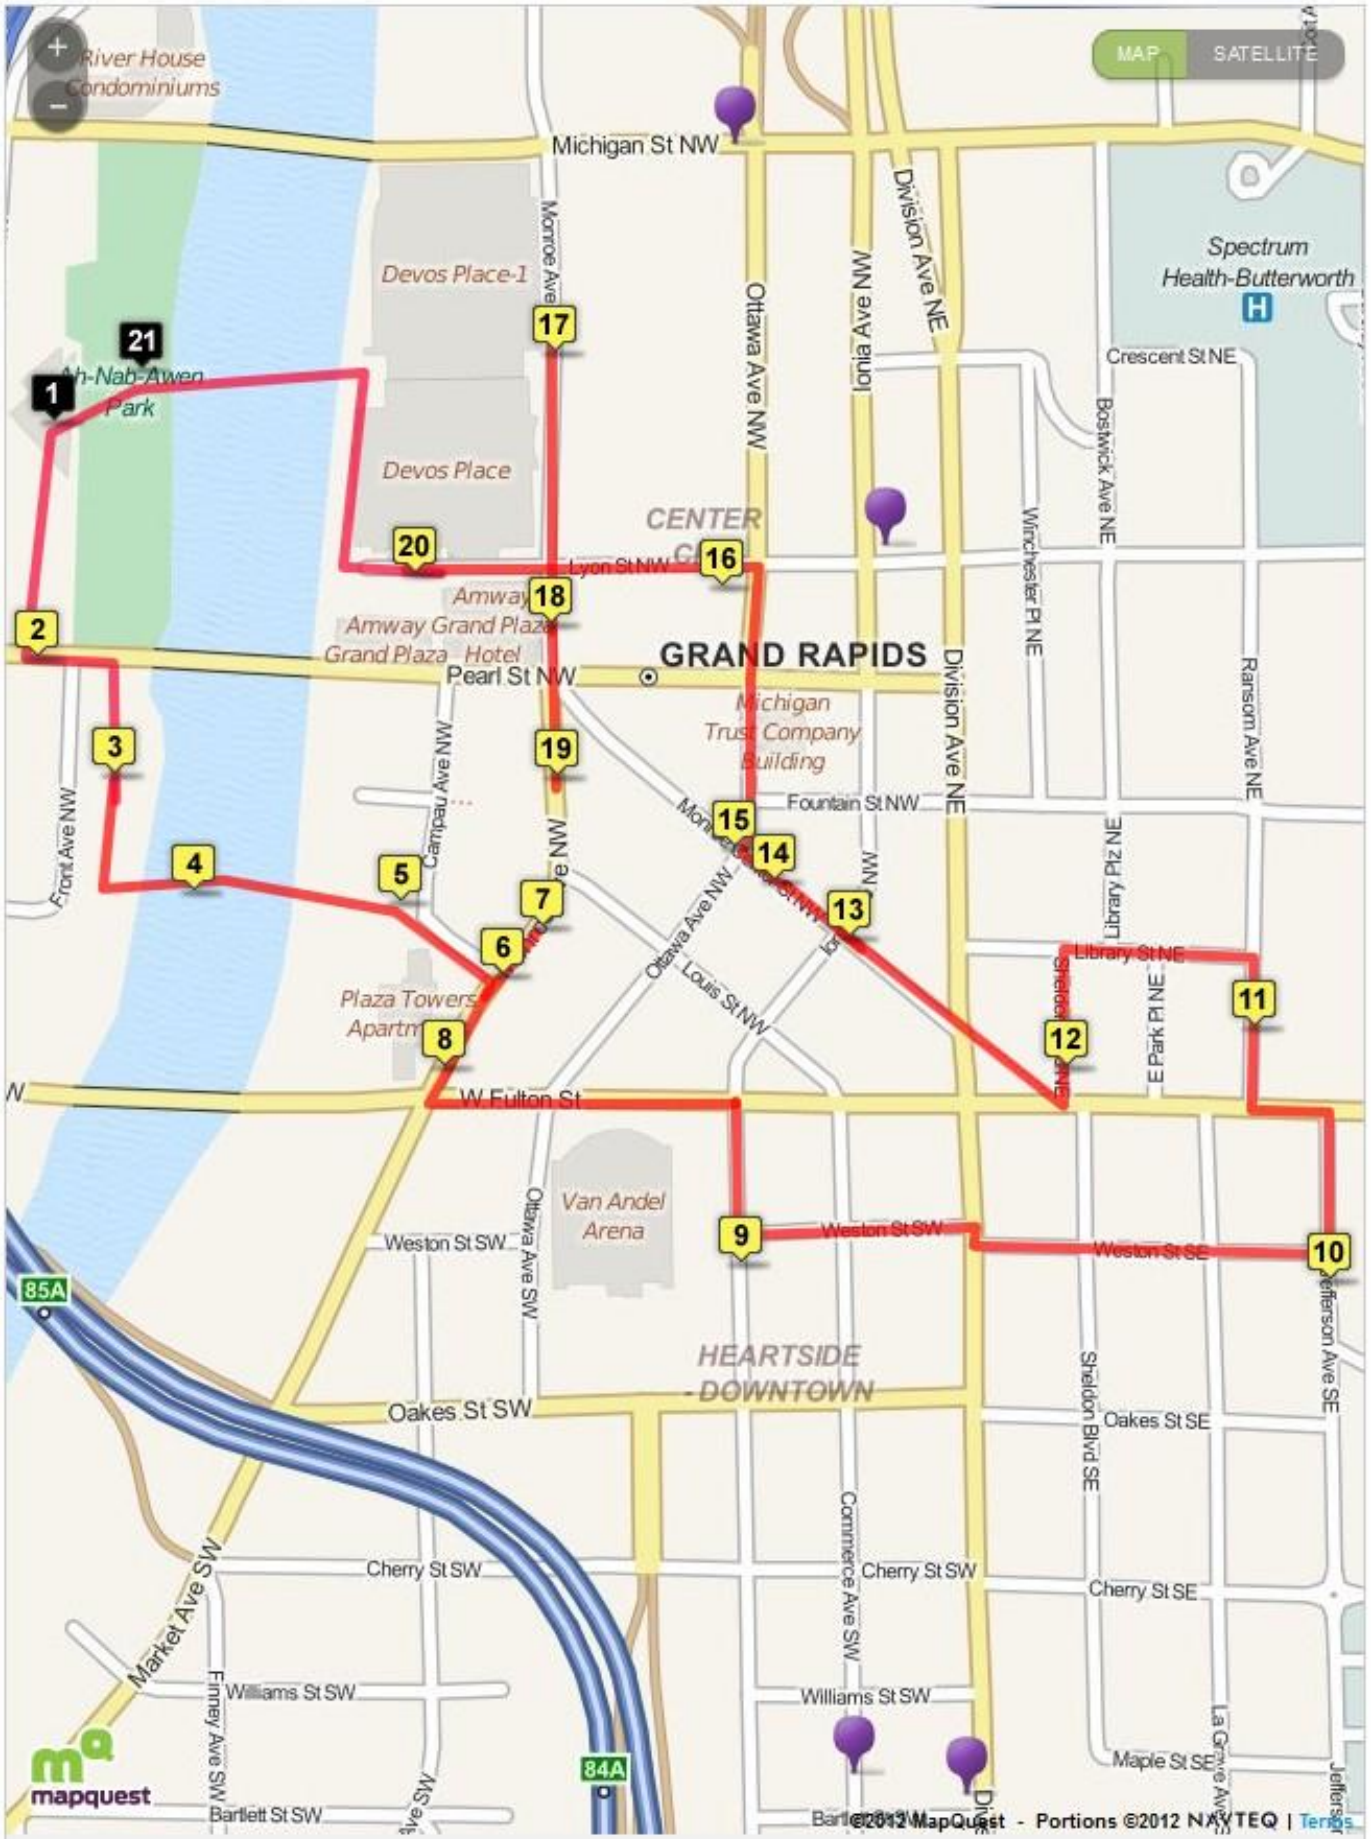 +
River House
Condominiums
−
MAP SATELLITE
Michigan St NW
Division Ave NE
Monroe Ave
Spectrum
Health-Butterworth
H
Devos Place-1
Ottawa Ave NW
Ionia Ave NW
17
21
Crescent St NE
Ah-Nab-Awen
Park
1
Bostwick Ave NE
Devos Place
CENTER
Winchester Pl NE
20
Lyon St NW
16
Amway
18
Amway Grand Plaza
Grand Plaza Hotel
2
GRAND RAPIDS
Pearl St NW
Division Ave NE
Ransom Ave NE
Michigan
Trust Company
Building
3
19
Campau Ave NW
Front Ave NW
Fountain St NW
15
14
4
5
Library Plz NE
7
13
6
Ottawa Ave NW
Louis St NW
Library St NE
Plaza Towers
11
E Park Pl NE
8
12
W Fulton St
Van Andel
Arena
Ottawa Ave SW
Weston St SW
9
Weston St SW
Weston St SE
10
Jefferson Ave SE
85A
HEARTSIDE
- DOWNTOWN
Sheldon Blvd SE
Oakes St SW
Oakes St SE
Commerce Ave SW
Cherry St SW
Cherry St SW
Cherry St SE
Market Ave SW
Finney Ave SW
Williams St SW
Williams St SW
La Grave Ave
Maple St SE
mapquest
84A
Bartlett St SW
Ave SW
©2012 MapQuest - Portions ©2012 NAVTEQ | Terms